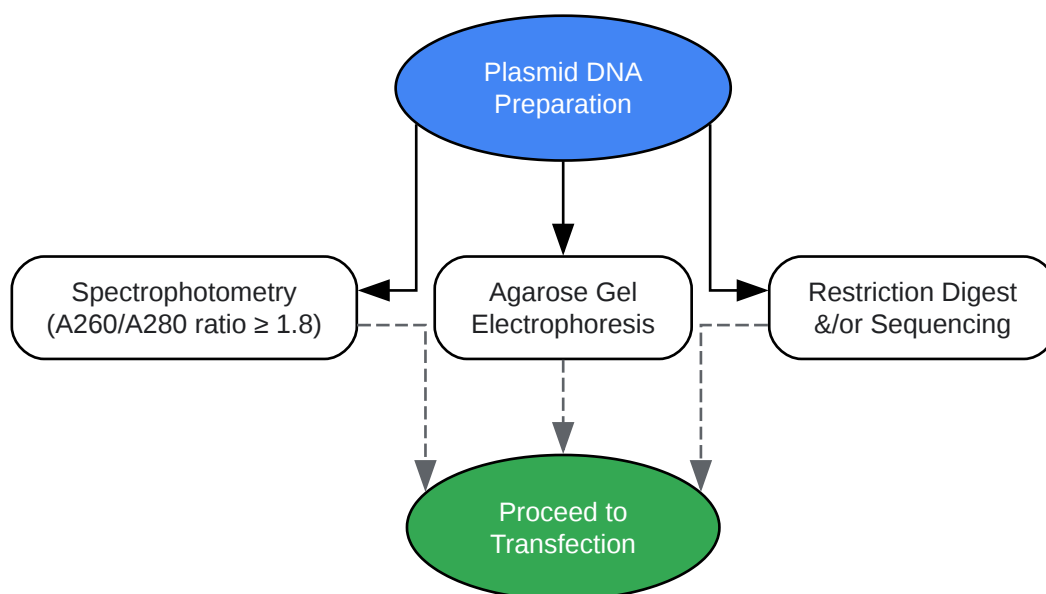 Plasmid DNA
Preparation
Spectrophotometry
(A260/A280 ratio ≥ 1.8)
Agarose Gel
Electrophoresis
Restriction Digest
&/or Sequencing
Proceed to
Transfection